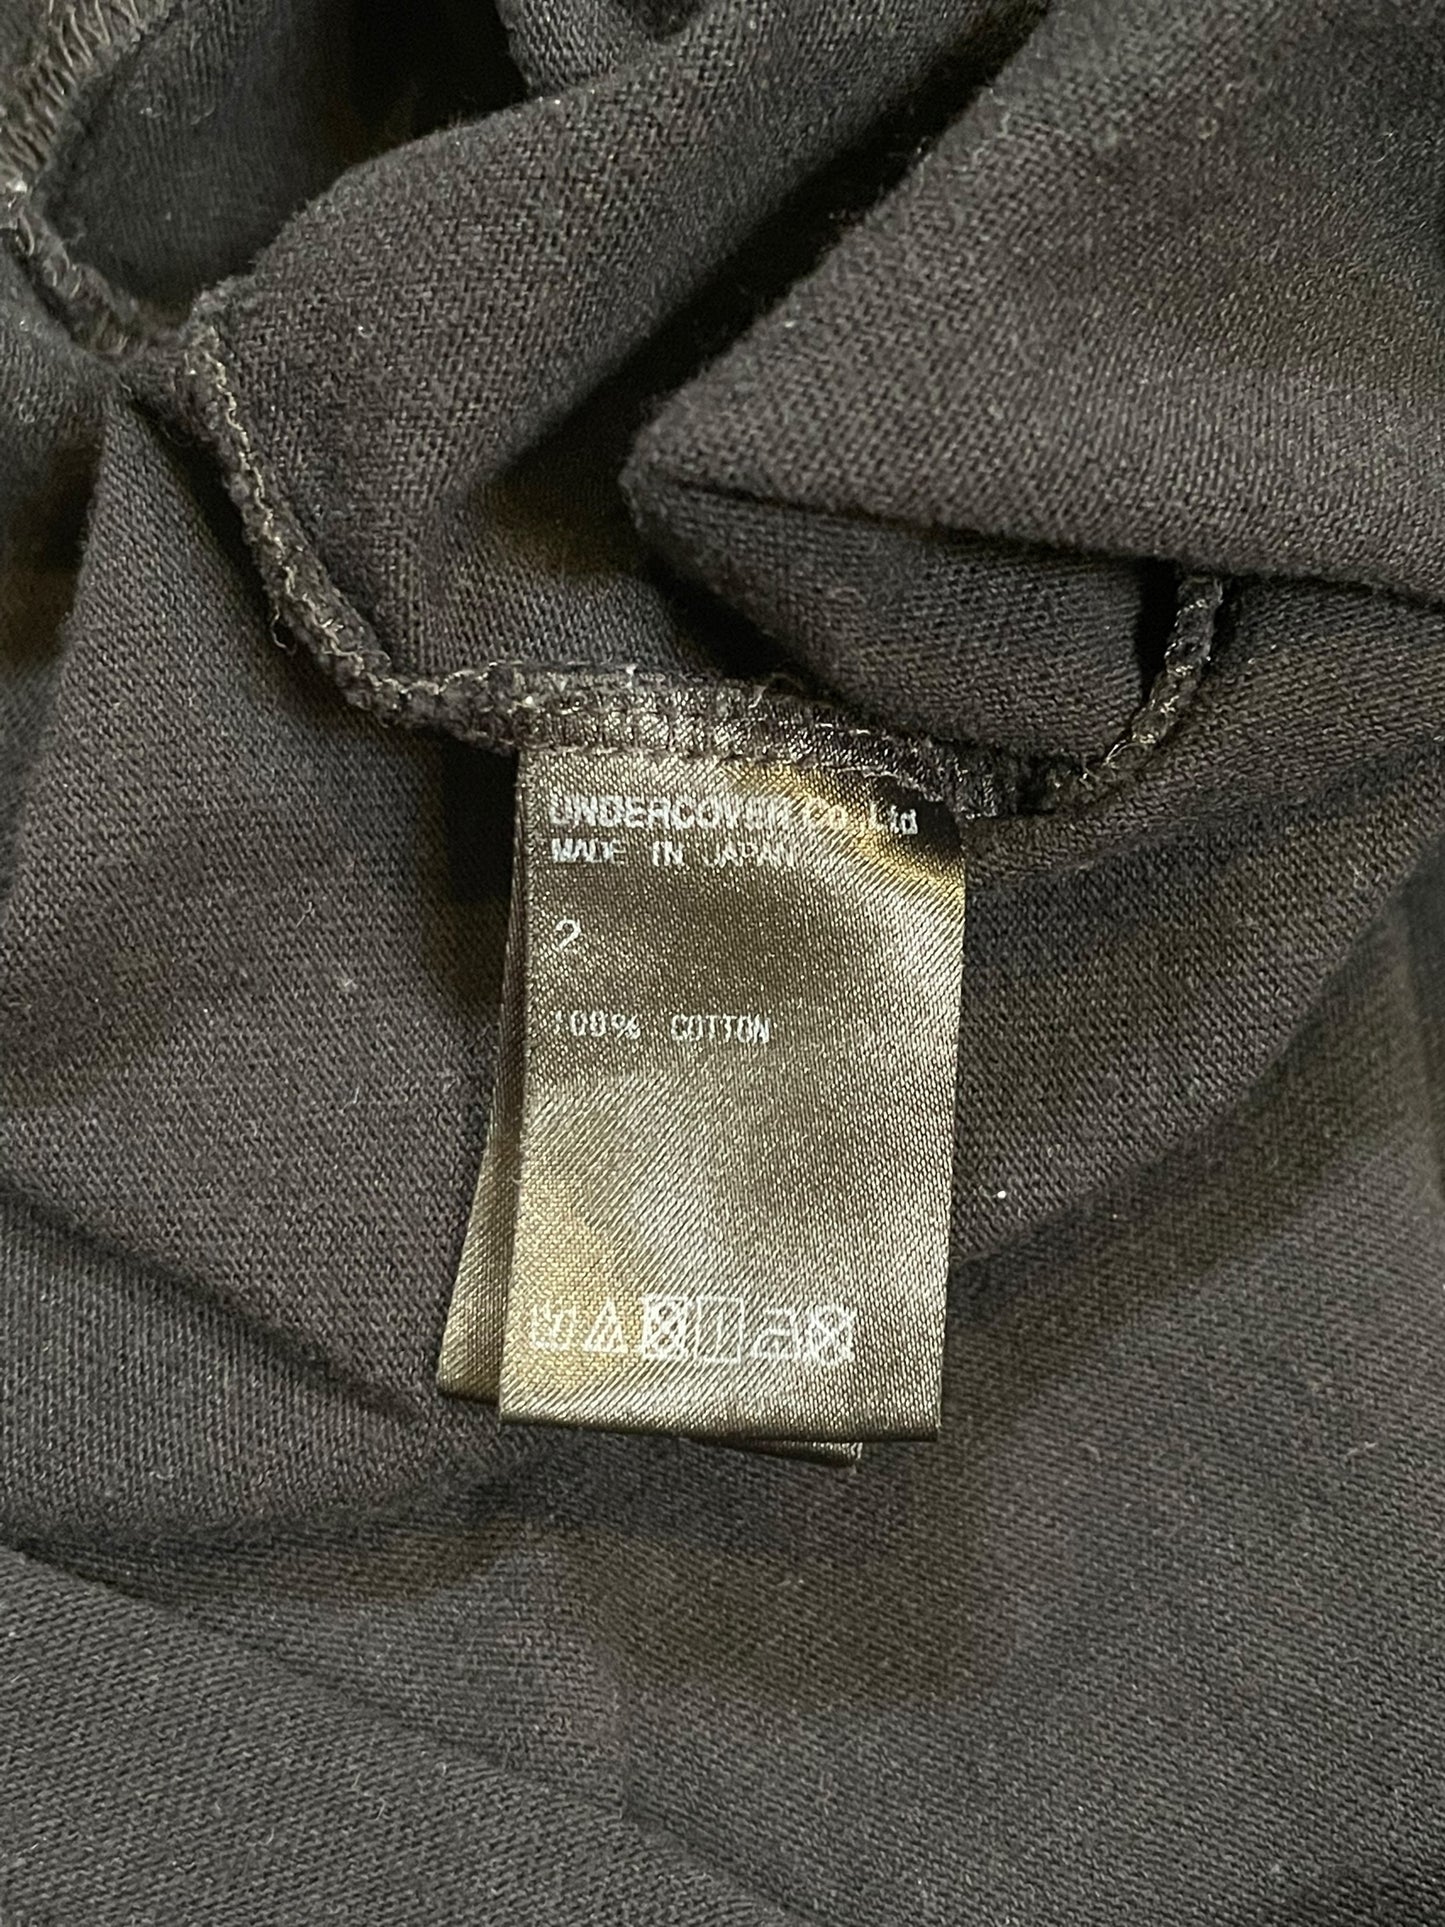 UNDERCOVER Co.,Ltd
MADE IN JAPAN
2
100% COTTON